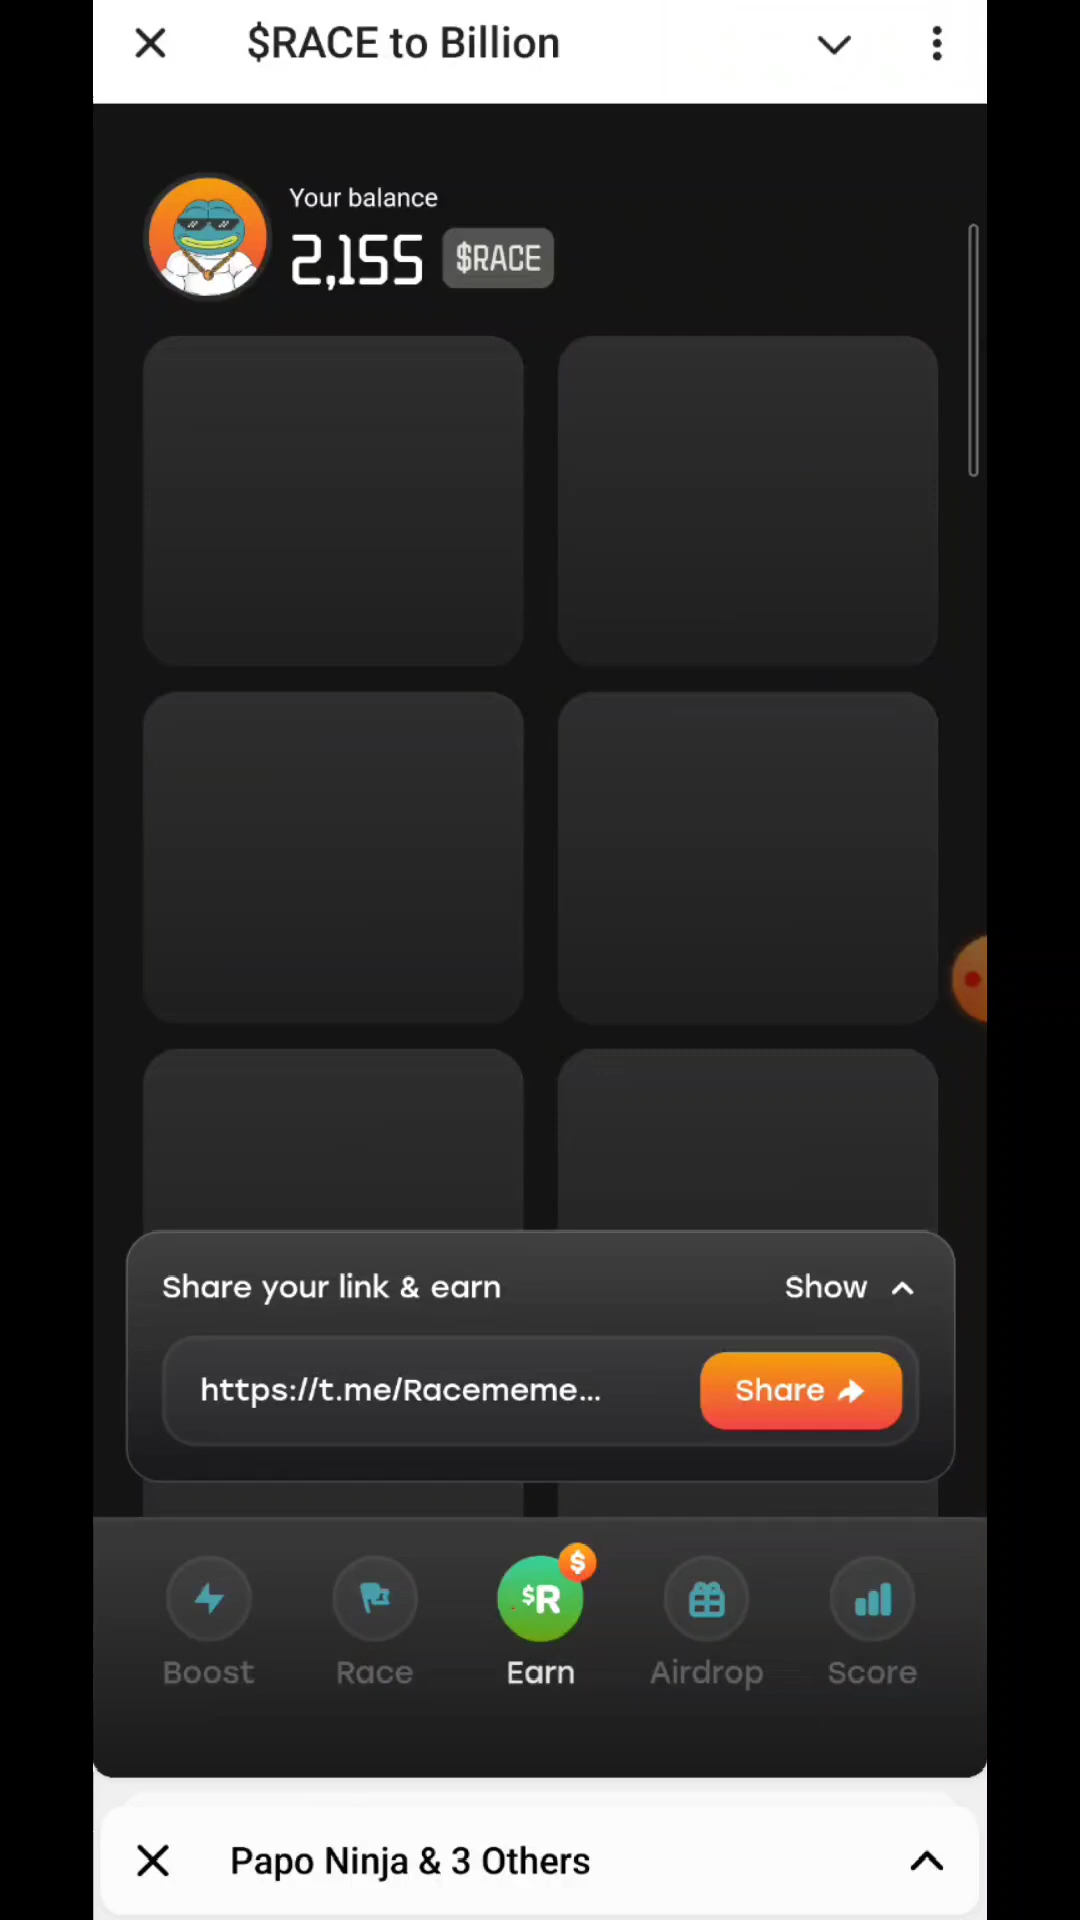 $RACE to Billion
Your balance
2,155 $RACE
Share your link & earn Show
https://t.me/Racememe... Share
$
$R
Boost Race Earn Airdrop Score
Papo Ninja & 3 Others